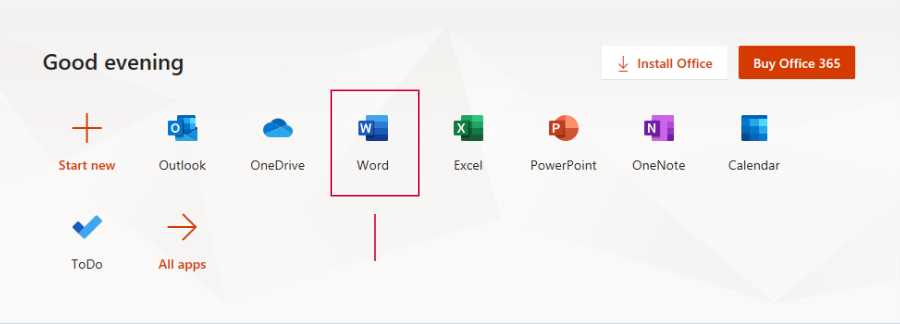 Good evening
Install Office
Buy Office 365
Start new
Outlook
OneDrive
Word
Excel
PowerPoint
OneNote
Calendar
ToDo
All apps